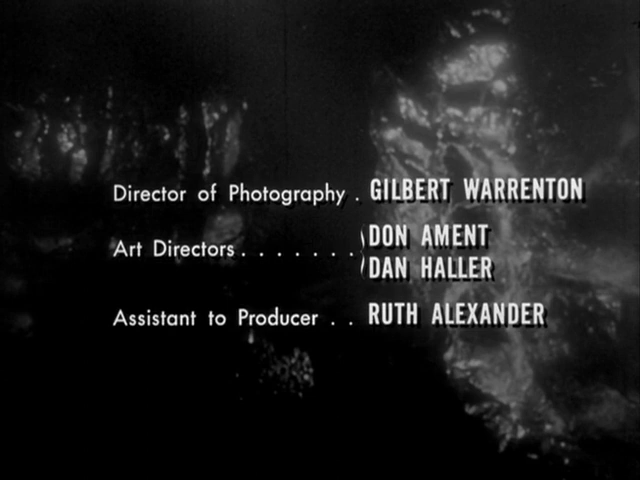 Director of Photography . GILBERT WARRENTON
Art Directors . . . . . . . DON AMENT
DAN HALLER
Assistant to Producer . . RUTH ALEXANDER